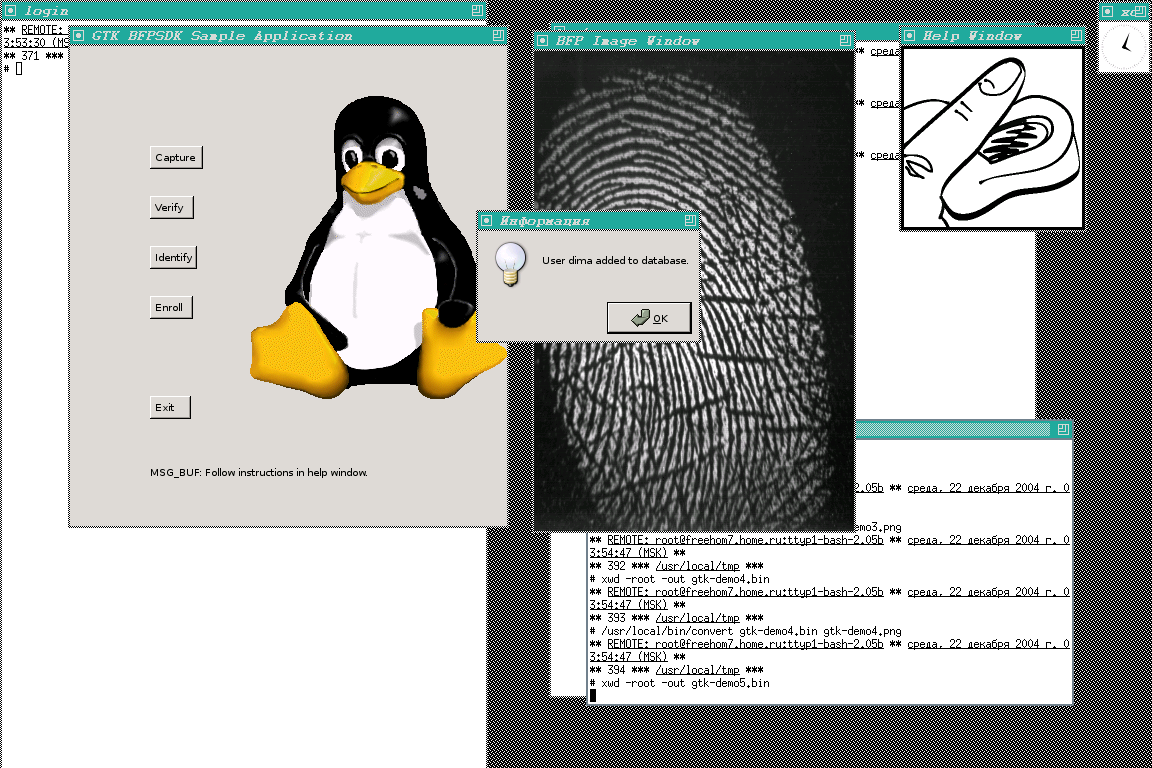 login
** REMOTE:
3:53:30 (MS
** 371 ***
#
GTK BFPSDK Sample Application
Capture
Verify
Identify
Enroll
Exit
MSG_BUF: Follow instructions in help window.
BFP Image Window
Информация
User dima added to database.
OK
** среда
** среда
** среда
Help Window
xc
2.05b ** среда, 22 декабря 2004 г. 0
mo3.png
** REMOTE: root@freehom7.home.ru:ttyp1-bash-2.05b ** среда, 22 декабря 2004 г. 0
3:54:47 (MSK) **
** 392 *** /usr/local/tmp ***
# xwd -root -out gtk-demo4.bin
** REMOTE: root@freehom7.home.ru:ttyp1-bash-2.05b ** среда, 22 декабря 2004 г. 0
3:54:47 (MSK) **
** 393 *** /usr/local/tmp ***
# /usr/local/bin/convert gtk-demo4.bin gtk-demo4.png
** REMOTE: root@freehom7.home.ru:ttyp1-bash-2.05b ** среда, 22 декабря 2004 г. 0
3:54:47 (MSK) **
** 394 *** /usr/local/tmp ***
# xwd -root -out gtk-demo5.bin